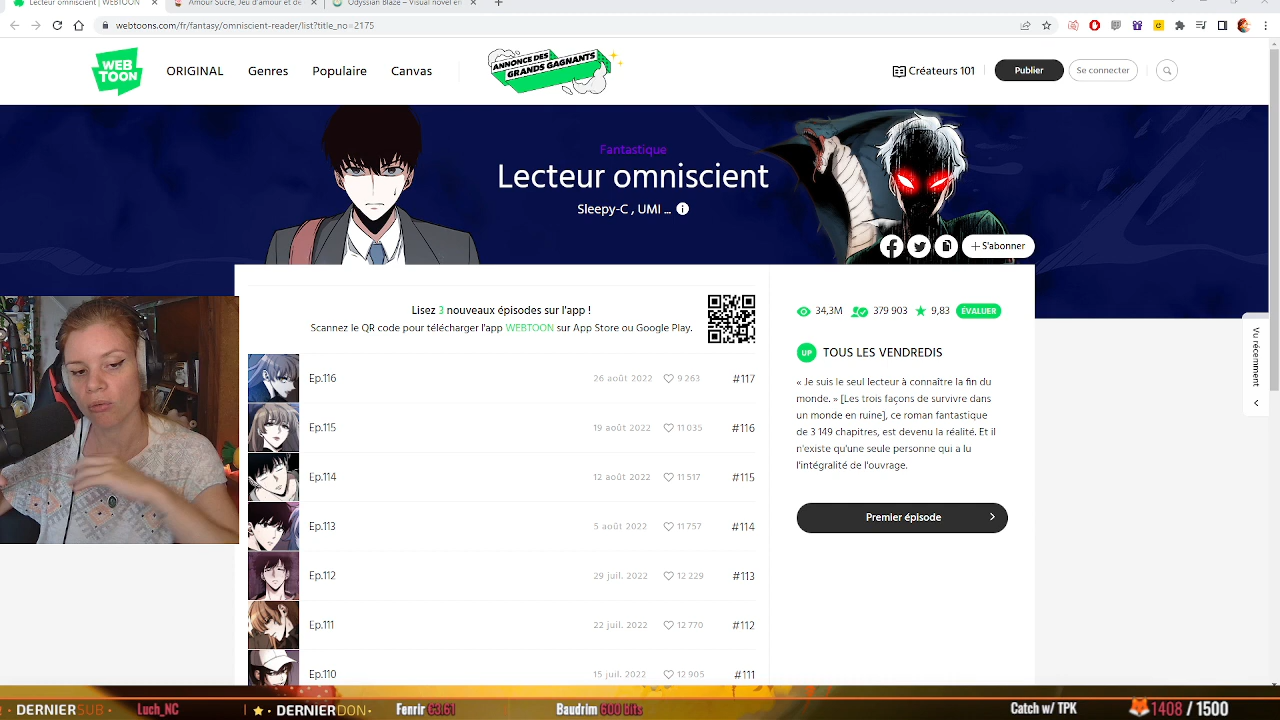 Lecteur omniscient | WEBTOON
Amour Sucré, Jeu d'amour et de
Odyssian Blaze – Visual novel en
webtoons.com/fr/fantasy/omniscient-reader/list?title_no=2175
WEB
TOON
ORIGINAL
Genres
Populaire
Canvas
ANNONCE DES
GRANDS GAGNANTS
Créateurs 101
Publier
Se connecter
Fantastique
Lecteur omniscient
Sleepy-C , UMI ...
S'abonner
Lisez 3 nouveaux épisodes sur l'app !
Scannez le QR code pour télécharger l'app WEBTOON sur App Store ou Google Play.
Ep.116 26 août 2022 9 263 #117
Ep.115 19 août 2022 11 035 #116
Ep.114 12 août 2022 11 517 #115
Ep.113 5 août 2022 11 757 #114
Ep.112 29 juil. 2022 12 229 #113
Ep.111 22 juil. 2022 12 770 #112
Ep.110 15 juil. 2022 12 905 #111
34,3M 379 903 9,83 ÉVALUER
UP TOUS LES VENDREDIS
« Je suis le seul lecteur à connaître la fin du
monde. » [Les trois façons de survivre dans
un monde en ruine], ce roman fantastique
de 3 149 chapitres, est devenu la réalité. Et il
n'existe qu'une seule personne qui a lu
l'intégralité de l'ouvrage.
Premier épisode
Vu récemment
DERNIERSUB
Luch_NC
DERNIERDON
Fenrir €3.61
Baudrim 600 Bits
Catch w/ TPK
1408 / 1500